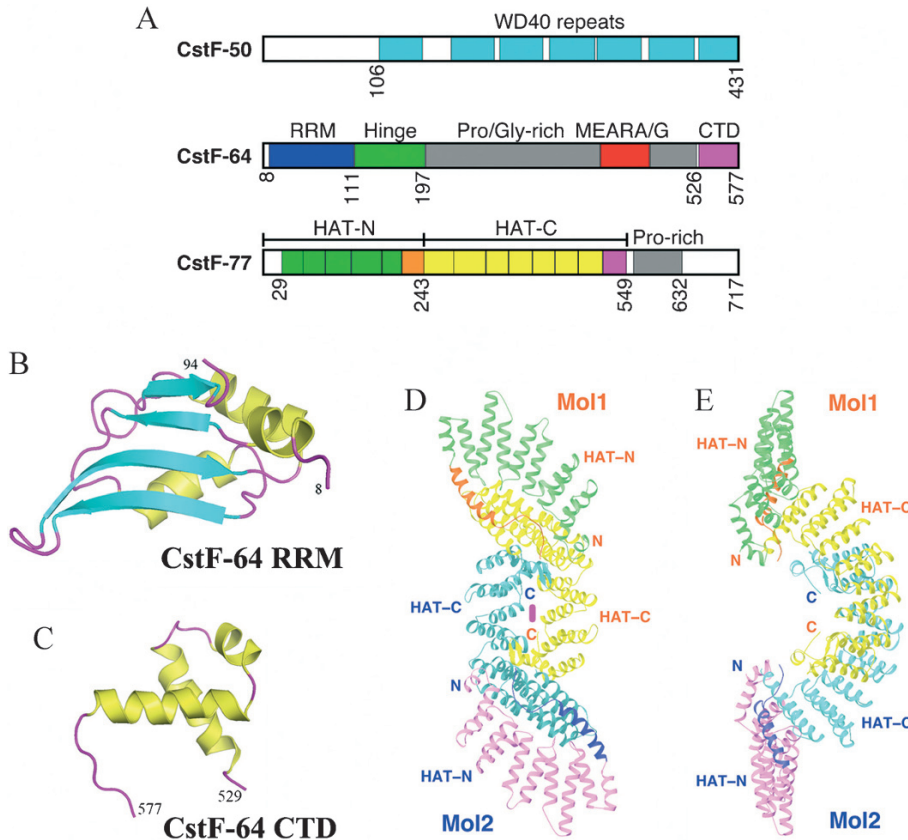 A
WD40 repeats
CstF-50
106
431
RRM Hinge Pro/Gly-rich MEARA/G CTD
CstF-64
8 111 197 526 577
HAT-N HAT-C Pro-rich
CstF-77
29 243 549 632 717
B
94
8
CstF-64 RRM
C
577
529
CstF-64 CTD
D
Mol1
HAT–N
N
C
HAT–C
HAT–C
C
N
HAT–N
Mol2
E
Mol1
HAT–N
HAT–C
N
C
C
N
HAT–C
HAT–N
Mol2